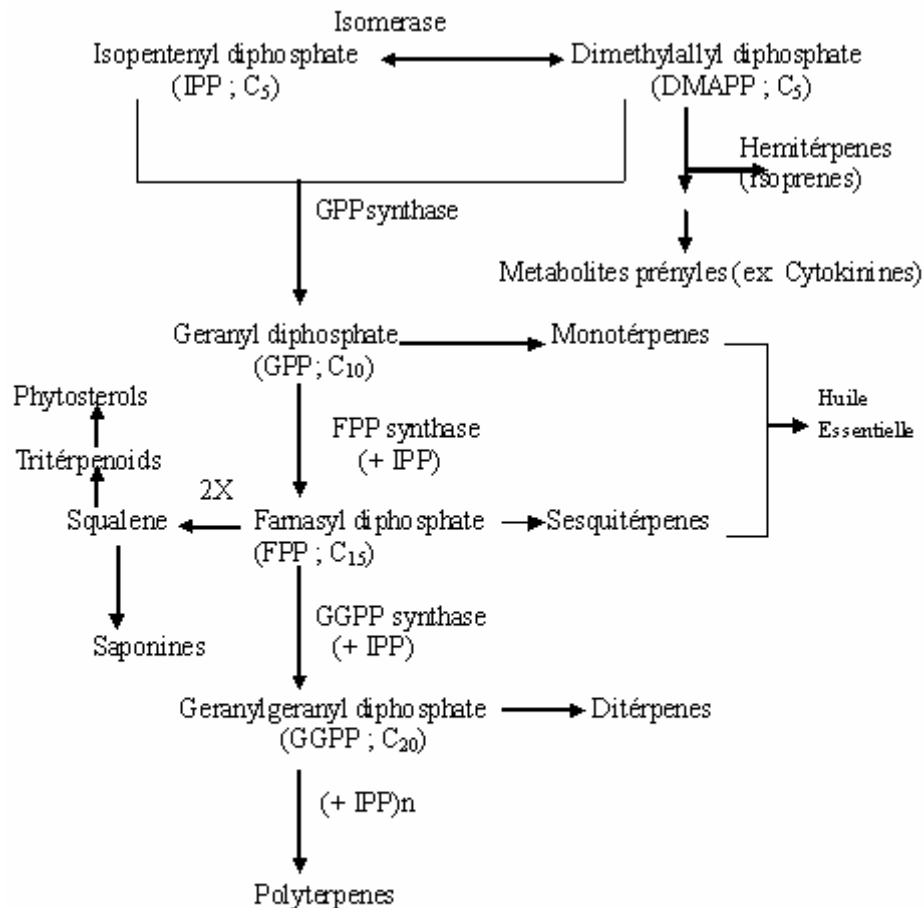 Isomerase
Isopentenyl diphosphate
(IPP ; C5)
Dimethylallyl diphosphate
(DMAPP ; C5)
Hemitérpenes
(Isoprenes)
GPP synthase
Metabolites prényles (ex Cytokinines)
Geranyl diphosphate
(GPP ; C10)
Monotérpenes
Phytosterols
Huile
Essentielle
FPP synthase
(+ IPP)
Tritérpenoids
2X
Squalene
Farnasyl diphosphate
(FPP ; C15)
Sesquitérpenes
GGPP synthase
(+ IPP)
Saponines
Geranylgeranyl diphosphate
(GGPP ; C20)
Ditérpenes
(+ IPP)n
Polyterpenes